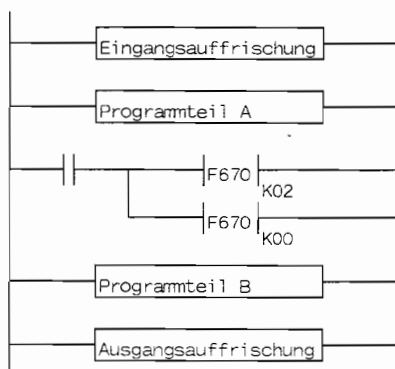 Eingangsauffrischung
Programmteil A
F670
K02
F670
K00
Programmteil B
Ausgangsauffrischung